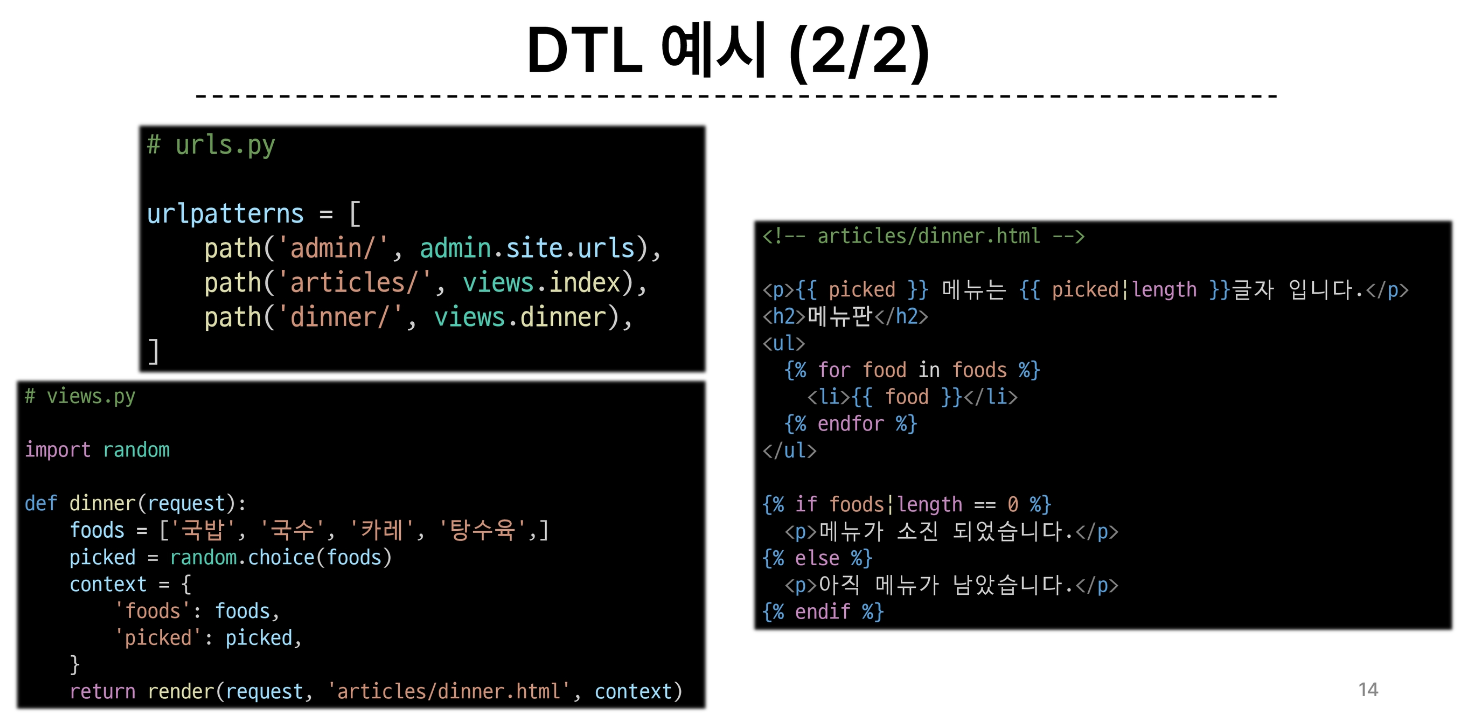 DTL 예시 (2/2)
# urls.py
urlpatterns = [
    path('admin/', admin.site.urls),
    path('articles/', views.index),
    path('dinner/', views.dinner),
]
# views.py
import random
def dinner(request):
    foods = ['국밥', '국수', '카레', '탕수육',]
    picked = random.choice(foods)
    context = {
        'foods': foods,
        'picked': picked,
    }
    return render(request, 'articles/dinner.html', context)
<!-- articles/dinner.html -->
<p>{{ picked }} 메뉴는 {{ picked|length }}글자 입니다.</p>
<h2>메뉴판</h2>
<ul>
  {% for food in foods %}
    <li>{{ food }}</li>
  {% endfor %}
</ul>
{% if foods|length == 0 %}
  <p>메뉴가 소진 되었습니다.</p>
{% else %}
  <p>아직 메뉴가 남았습니다.</p>
{% endif %}
14